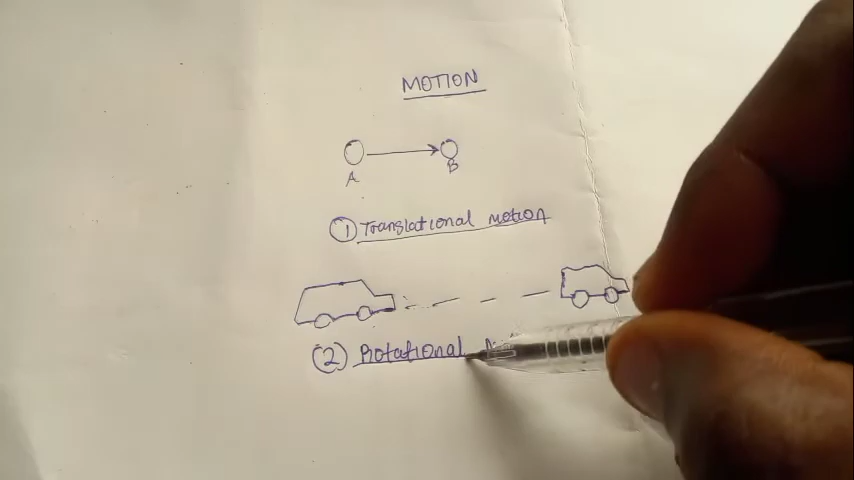 MOTION
A B
① Translational motion
② Rotational